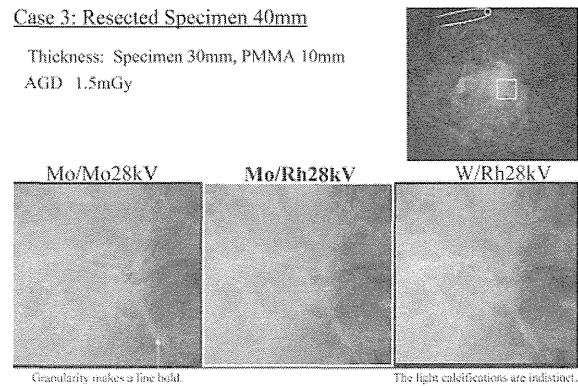 Case 3: Resected Specimen 40mm
Thickness: Specimen 30mm, PMMA 10mm
AGD 1.5mGy
Mo/Mo28kV
Mo/Rh28kV
W/Rh28kV
Granularity makes a line bold.
The light calcifications are indistinct.